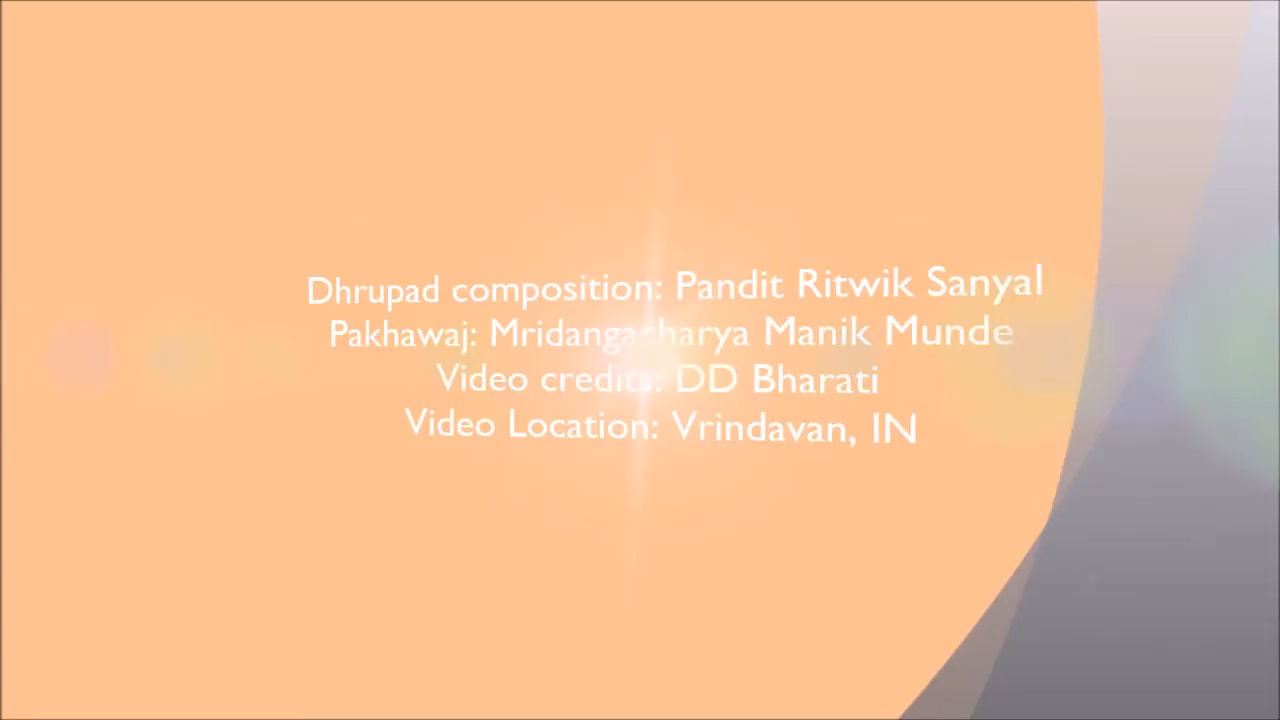 Dhrupad composition: Pandit Ritwik Sanyal
Pakhawaj: Mridangacharya Manik Munde
Video credits: DD Bharati
Video Location: Vrindavan, IN